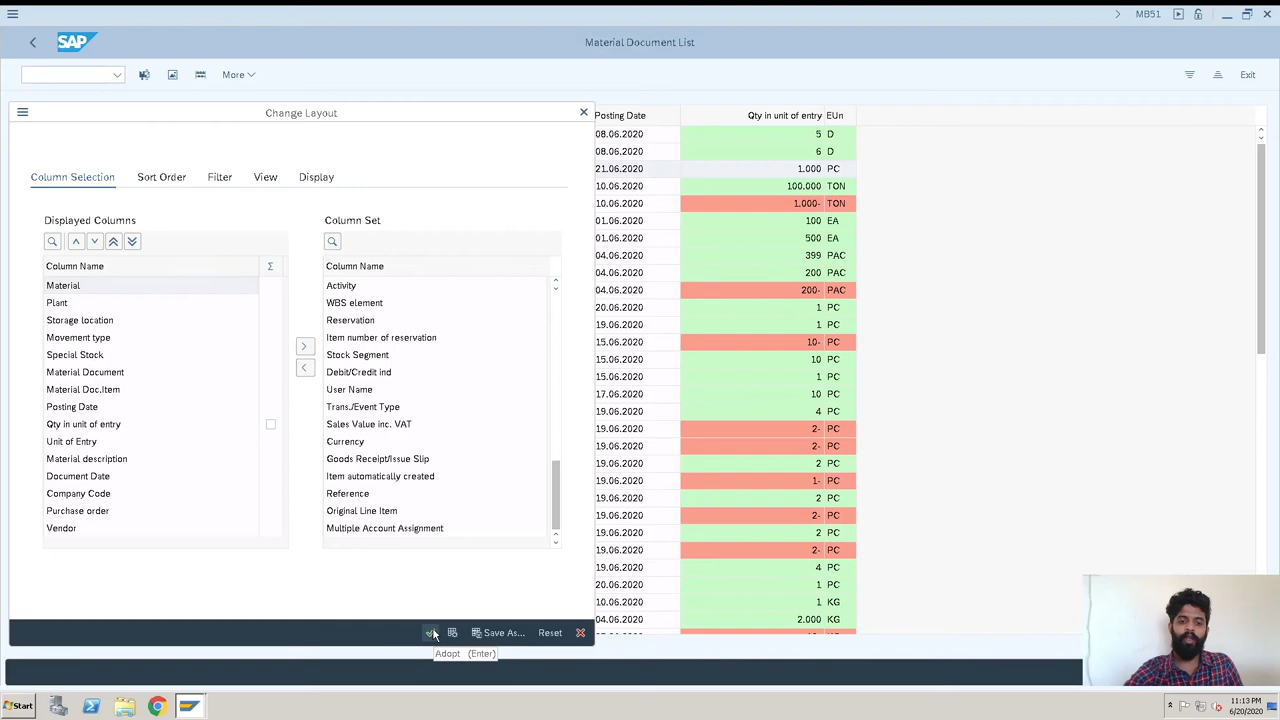 MB51
SAP
Material Document List
More
Exit
Change Layout
Column Selection Sort Order Filter View Display
Displayed Columns
Column Name Σ
Material
Plant
Storage location
Movement type
Special Stock
Material Document
Material Doc.Item
Posting Date
Qty in unit of entry
Unit of Entry
Material description
Document Date
Company Code
Purchase order
Vendor
Column Set
Column Name
Activity
WBS element
Reservation
Item number of reservation
Stock Segment
Debit/Credit ind
User Name
Trans./Event Type
Sales Value inc. VAT
Currency
Goods Receipt/Issue Slip
Item automatically created
Reference
Original Line Item
Multiple Account Assignment
Save As... Reset
Adopt (Enter)
Posting Date Qty in unit of entry EUn
08.06.2020 5 D
08.06.2020 6 D
21.06.2020 1.000 PC
10.06.2020 100.000 TON
10.06.2020 1.000- TON
01.06.2020 100 EA
01.06.2020 500 EA
04.06.2020 399 PAC
04.06.2020 200 PAC
04.06.2020 200- PAC
20.06.2020 1 PC
19.06.2020 1 PC
15.06.2020 10- PC
15.06.2020 10 PC
15.06.2020 1 PC
17.06.2020 10 PC
19.06.2020 4 PC
19.06.2020 2- PC
19.06.2020 2- PC
19.06.2020 2 PC
19.06.2020 1- PC
19.06.2020 2 PC
19.06.2020 2- PC
19.06.2020 2 PC
19.06.2020 2- PC
19.06.2020 4 PC
20.06.2020 1 PC
10.06.2020 1 KG
04.06.2020 2.000 KG
Start
11:13 PM
6/20/2020